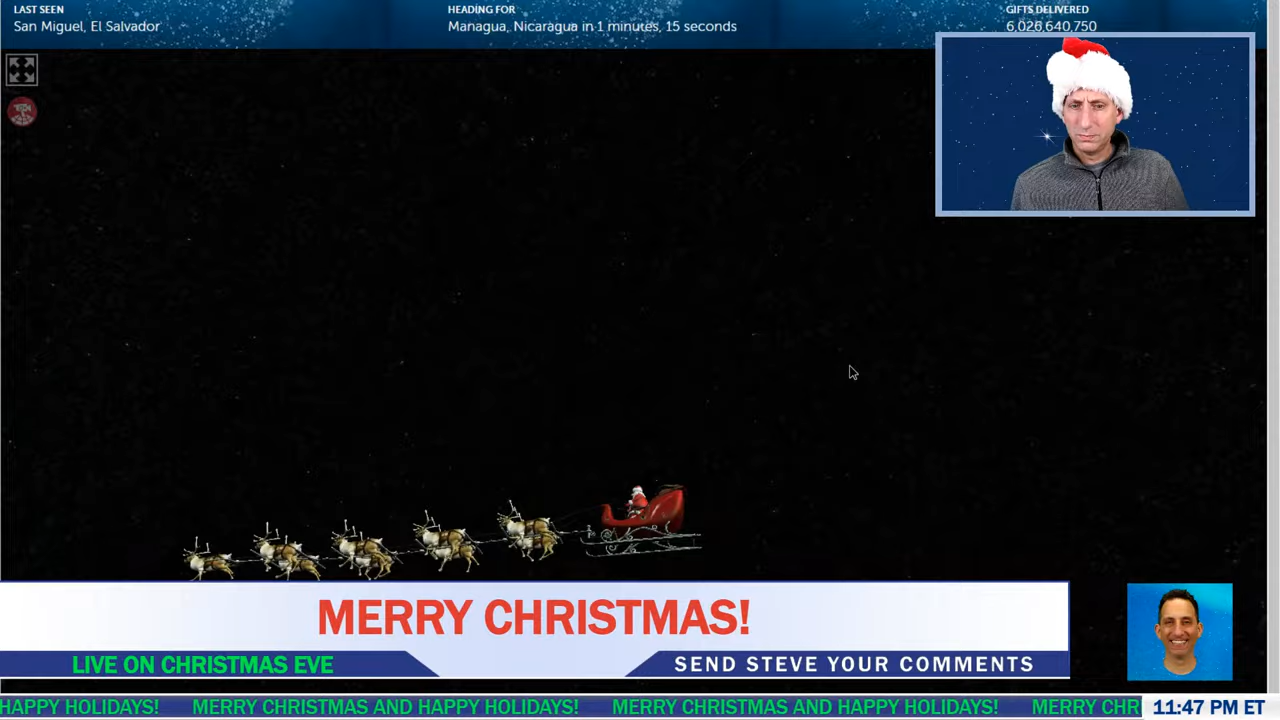 LAST SEEN
San Miguel, El Salvador
HEADING FOR
Managua, Nicaragua in 1 minutes, 15 seconds
GIFTS DELIVERED
6,026,640,750
MERRY CHRISTMAS!
LIVE ON CHRISTMAS EVE
SEND STEVE YOUR COMMENTS
HAPPY HOLIDAYS! MERRY CHRISTMAS AND HAPPY HOLIDAYS! MERRY CHRISTMAS AND HAPPY HOLIDAYS! MERRY CHR
11:47 PM ET